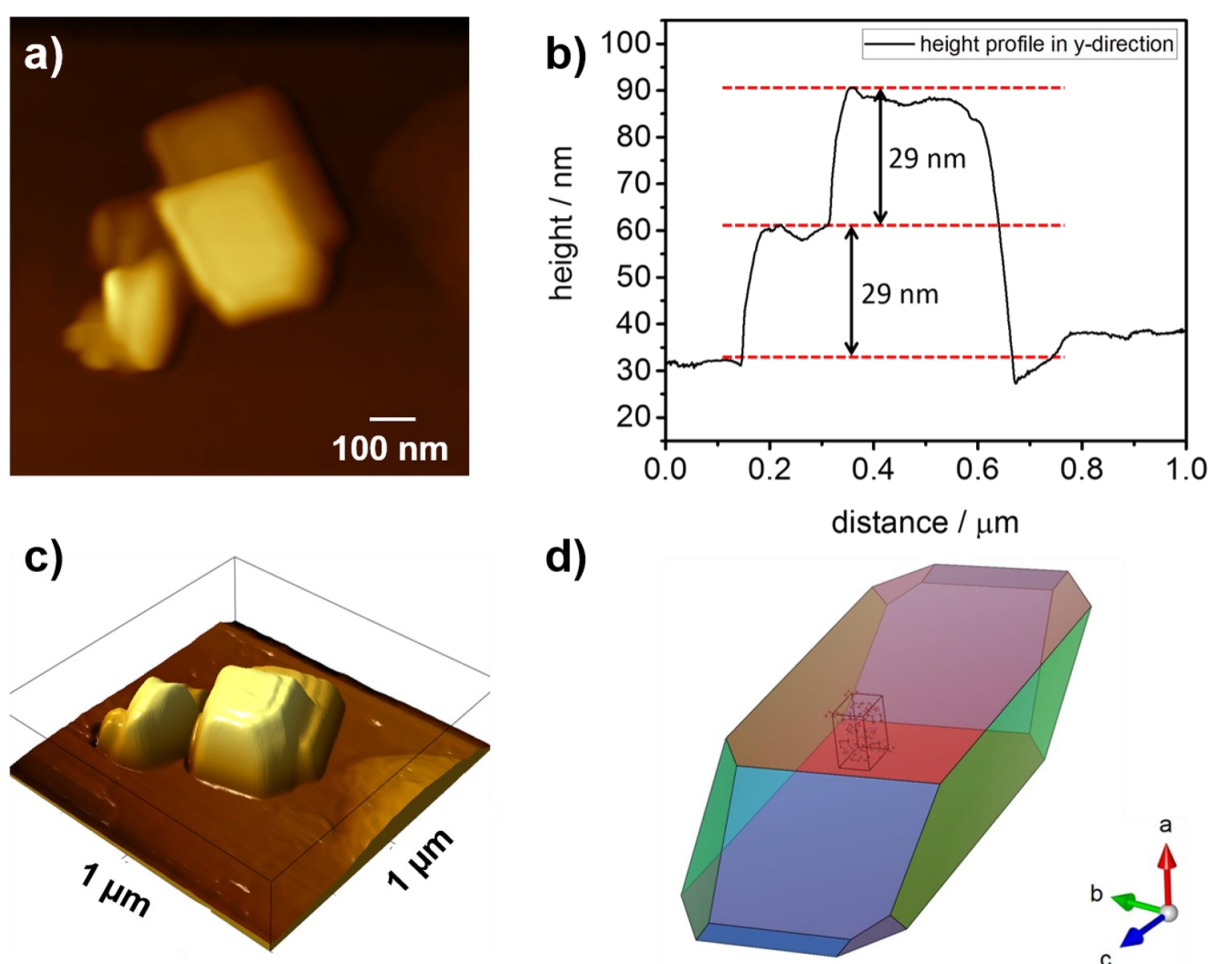 a)
100 nm
b)
height profile in y-direction
100
90
80
70
60
50
40
30
20
height / nm
29 nm
29 nm
0.0 0.2 0.4 0.6 0.8 1.0
distance / μm
c)
1 μm
1 μm
d)
a
b
c